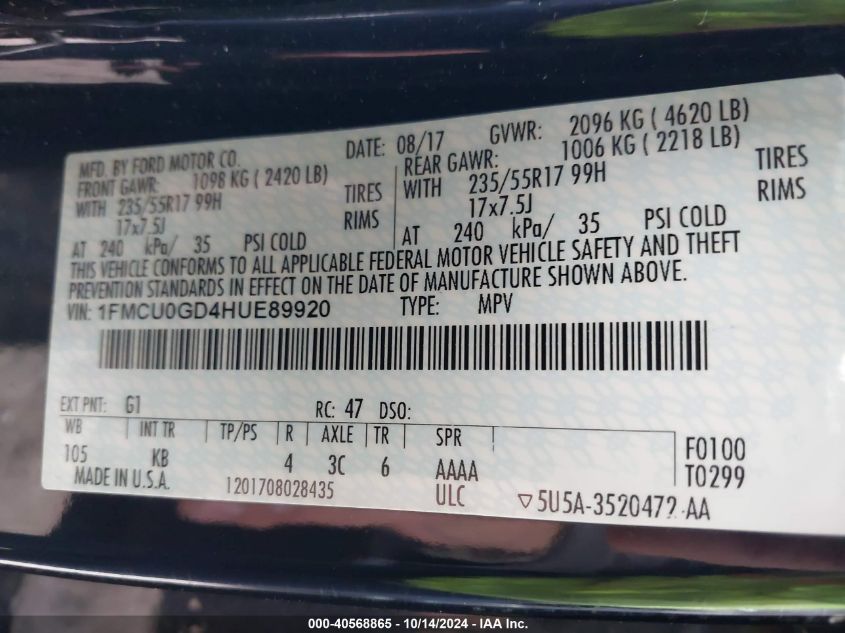 MFD. BY FORD MOTOR CO. DATE: 08/17 GVWR: 2096 KG ( 4620 LB)
FRONT GAWR: 1098 KG ( 2420 LB) REAR GAWR: 1006 KG ( 2218 LB)
WITH 235/55R17 99H TIRES WITH 235/55R17 99H TIRES
17x7.5J RIMS 17x7.5J RIMS
AT 240 kPa/ 35 PSI COLD AT 240 kPa/ 35 PSI COLD
THIS VEHICLE CONFORMS TO ALL APPLICABLE FEDERAL MOTOR VEHICLE SAFETY AND THEFT
PREVENTION STANDARDS IN EFFECT ON THE DATE OF MANUFACTURE SHOWN ABOVE.
VIN: 1FMCU0GD4HUE89920 TYPE: MPV
EXT PNT: G1 RC: 47 DSO:
WB INT TR TP/PS R AXLE TR SPR
105 KB 4 3C 6 AAAA
F0100
T0299
MADE IN U.S.A. 1201708028435 ULC ▽5U5A-3520472-AA
000-40568865 - 10/14/2024 - IAA Inc.